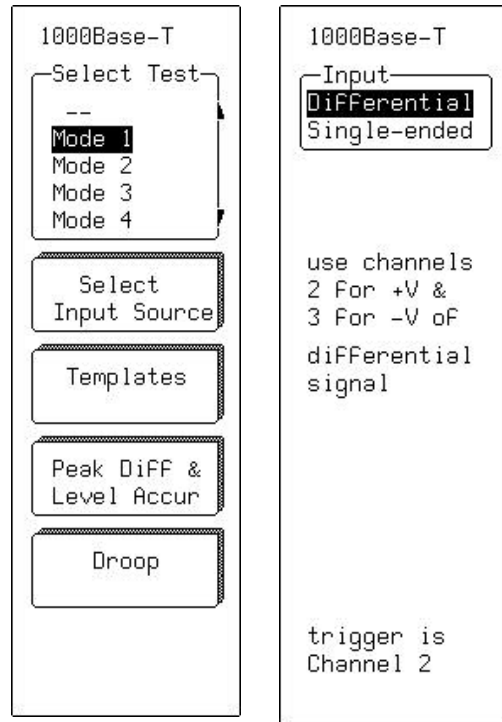 1000Base-T
Select Test
--
Mode 1
Mode 2
Mode 3
Mode 4
Select
Input Source
Templates
Peak Diff &
Level Accur
Droop
1000Base-T
Input
Differential
Single-ended
use channels
2 for +V &
3 for -V of
differential
signal
trigger is
Channel 2